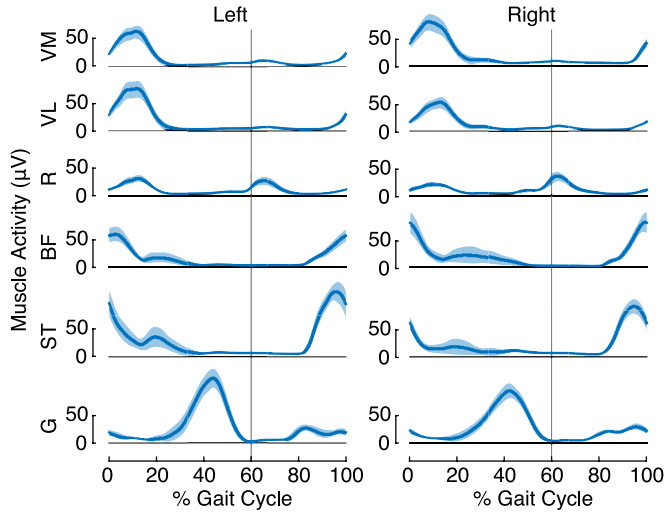 Left Right
Muscle Activity (µV)
VM 50 0 50 0
VL 50 0 50 0
R 50 0 50 0
BF 50 0 50 0
ST 50 0 50 0
G 50 0 50 0
0 20 40 60 80 100 0 20 40 60 80 100
% Gait Cycle % Gait Cycle